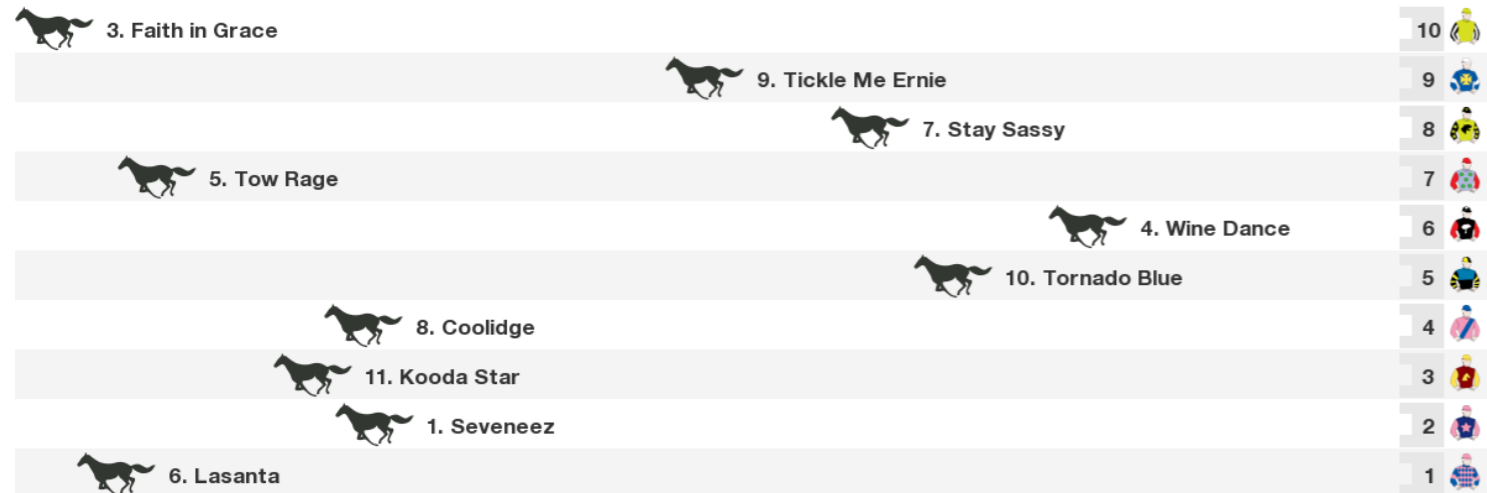 3. Faith in Grace 10
9. Tickle Me Ernie 9
7. Stay Sassy 8
5. Tow Rage 7
4. Wine Dance 6
10. Tornado Blue 5
8. Coolidge 4
11. Kooda Star 3
1. Seveneez 2
6. Lasanta 1